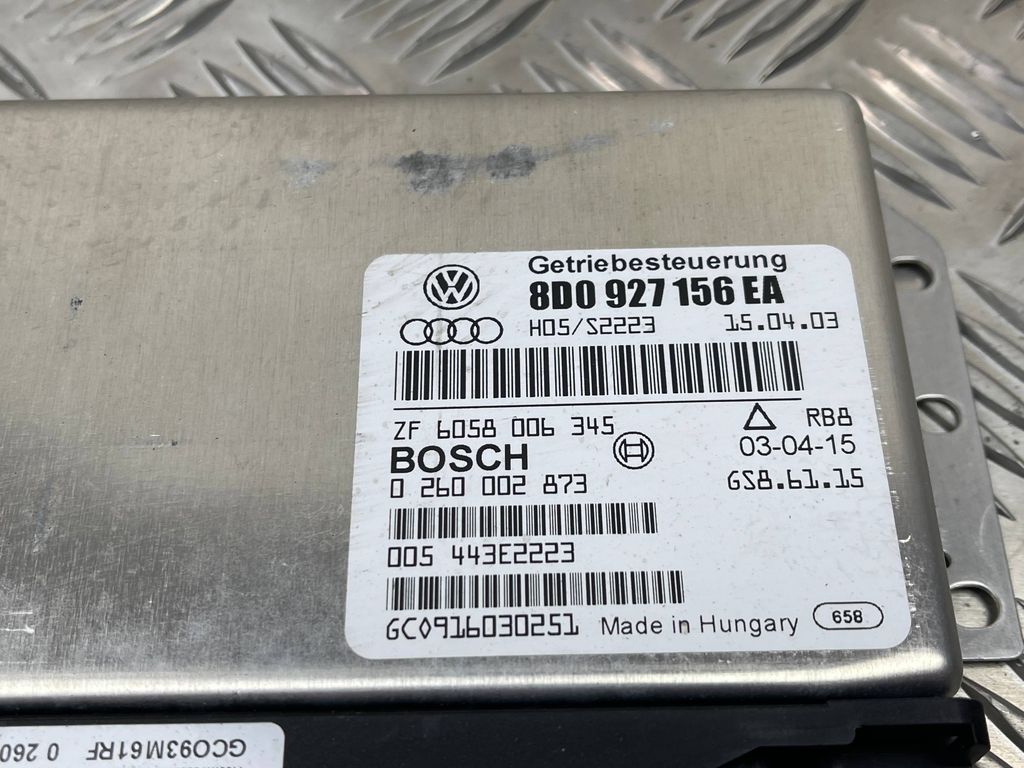 Getriebesteuerung
8D0 927 156 EA
H05/S2223 15.04.03
ZF 6058 006 345 RB8
BOSCH 03-04-15
0 260 002 873 GS8.61.15
005 443E2223
GC0916030251 Made in Hungary 658
GC093M61RF 0 260